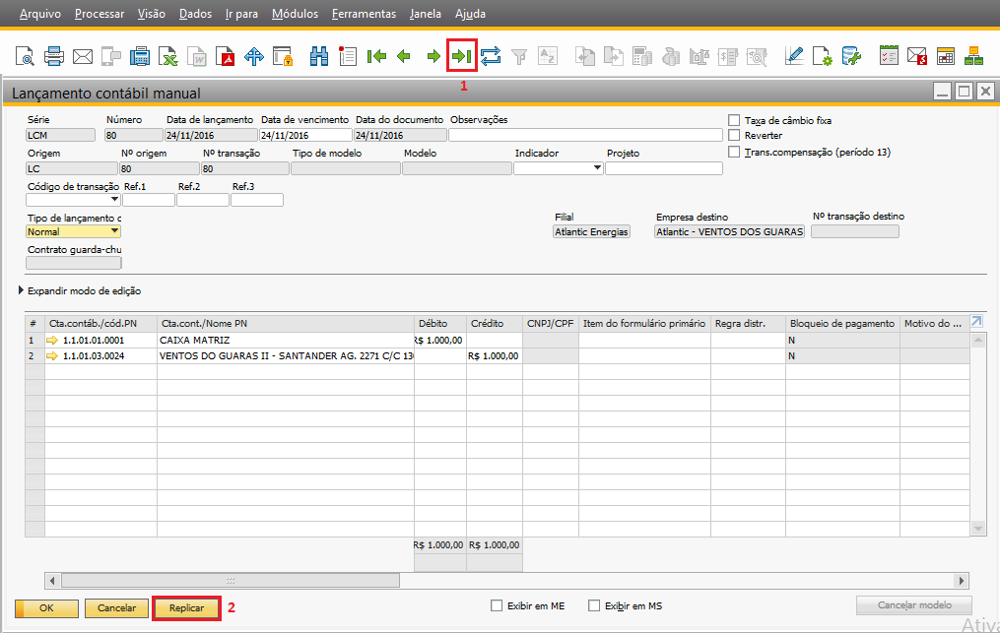 Arquivo Processar Visão Dados Ir para Módulos Ferramentas Janela Ajuda
1
Lançamento contábil manual
Série Número Data de lançamento Data de vencimento Data do documento Observações
LCM 80 24/11/2016 24/11/2016 24/11/2016
Taxa de câmbio fixa
Reverter
Trans.compensação (período 13)
Origem Nº origem Nº transação Tipo de modelo Modelo Indicador Projeto
LC 80 80
Código de transação Ref.1 Ref.2 Ref.3
Tipo de lançamento c Filial Empresa destino Nº transação destino
Normal Atlantic Energias Atlantic - VENTOS DOS GUARAS
Contrato guarda-chu
Expandir modo de edição
# Cta.contáb./cód.PN Cta.cont./Nome PN Débito Crédito CNPJ/CPF Item do formulário primário Regra distr. Bloqueio de pagamento Motivo do ...
1 1.1.01.01.0001 CAIXA MATRIZ R$ 1.000,00 N
2 1.1.01.03.0024 VENTOS DO GUARAS II - SANTANDER AG. 2271 C/C 130 R$ 1.000,00 N
R$ 1.000,00 R$ 1.000,00
OK Cancelar Replicar 2 Exibir em ME Exibir em MS Cancelar modelo
Ativa